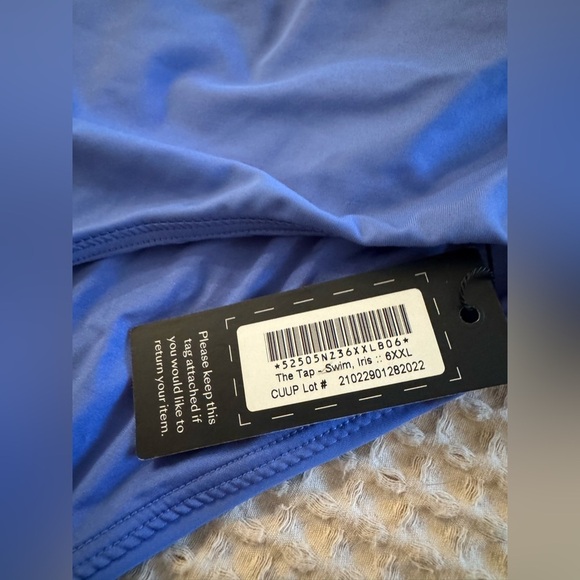 *52505NZ36XXLB06*
The Tap - Swim, Iris :: 6XXL
CUUP Lot # 21022901282022
Please keep this
tag attached if
you would like to
return your item.